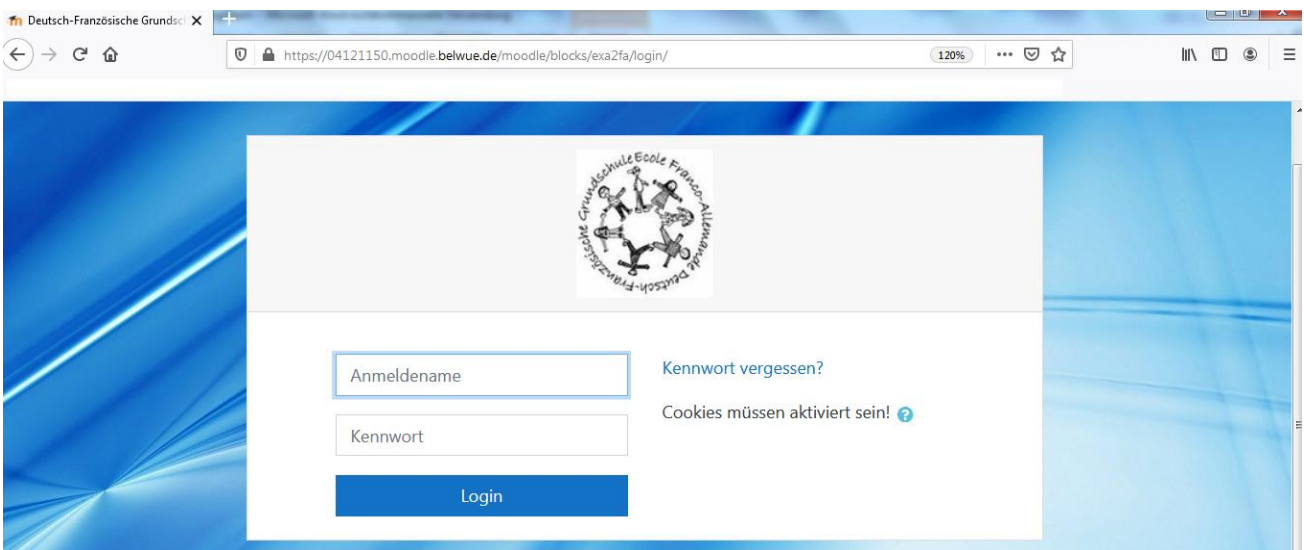 Deutsch-Französische Grundsc
https://04121150.moodle.belwue.de/moodle/blocks/exa2fa/login/
120%
Grundschule Ecole Franco-Allemande Deutsch-Französische
Anmeldename
Kennwort vergessen?
Cookies müssen aktiviert sein!
Kennwort
Login